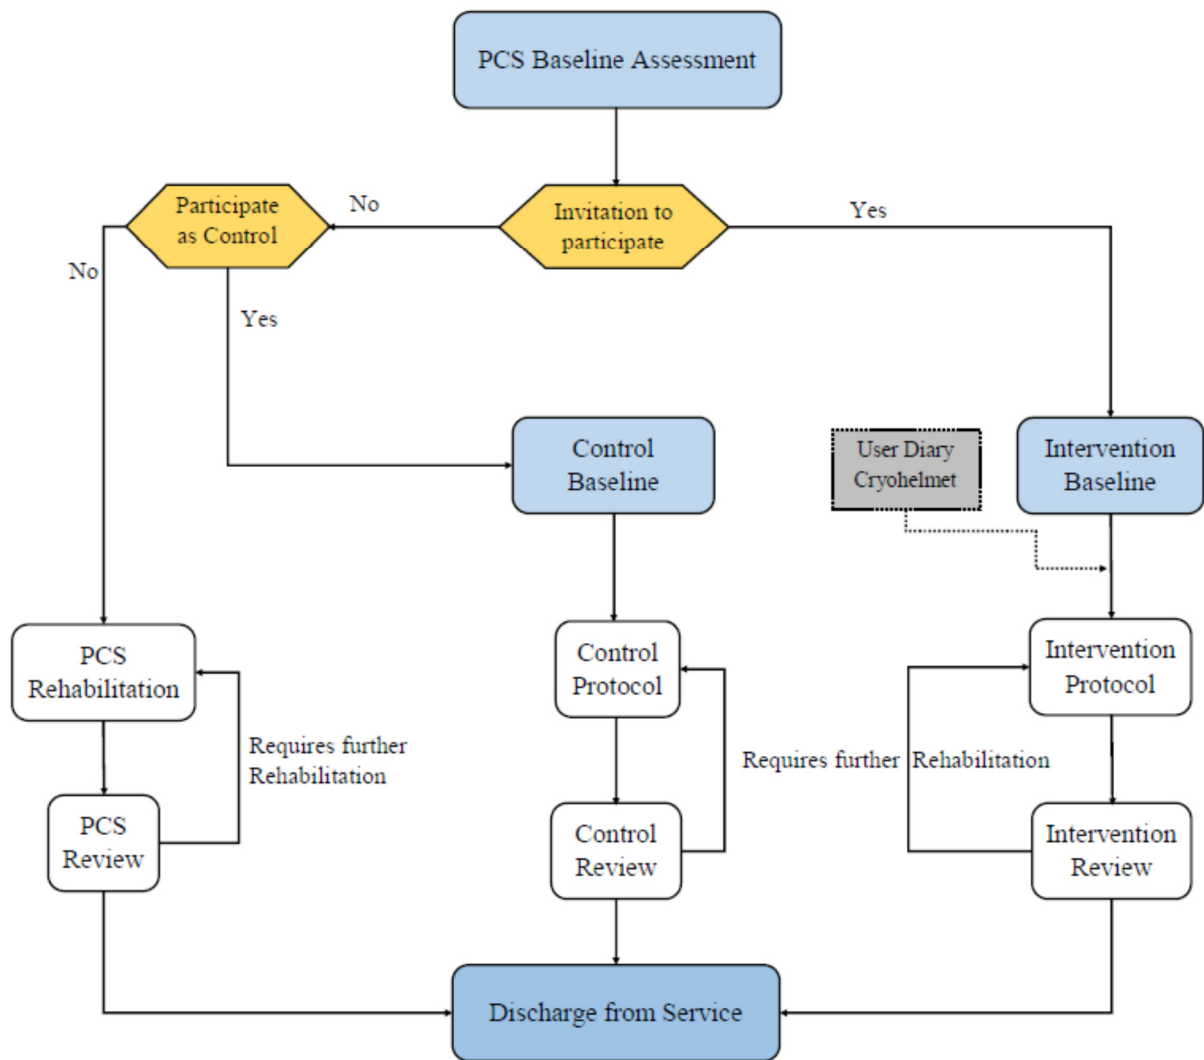 PCS Baseline Assessment
Participate
as Control
No
Invitation to
participate
Yes
No
Yes
Control
Baseline
User Diary
Cryohelmet
Intervention
Baseline
PCS
Rehabilitation
Control
Protocol
Intervention
Protocol
Requires further
Rehabilitation
Requires further Rehabilitation
PCS
Review
Control
Review
Intervention
Review
Discharge from Service